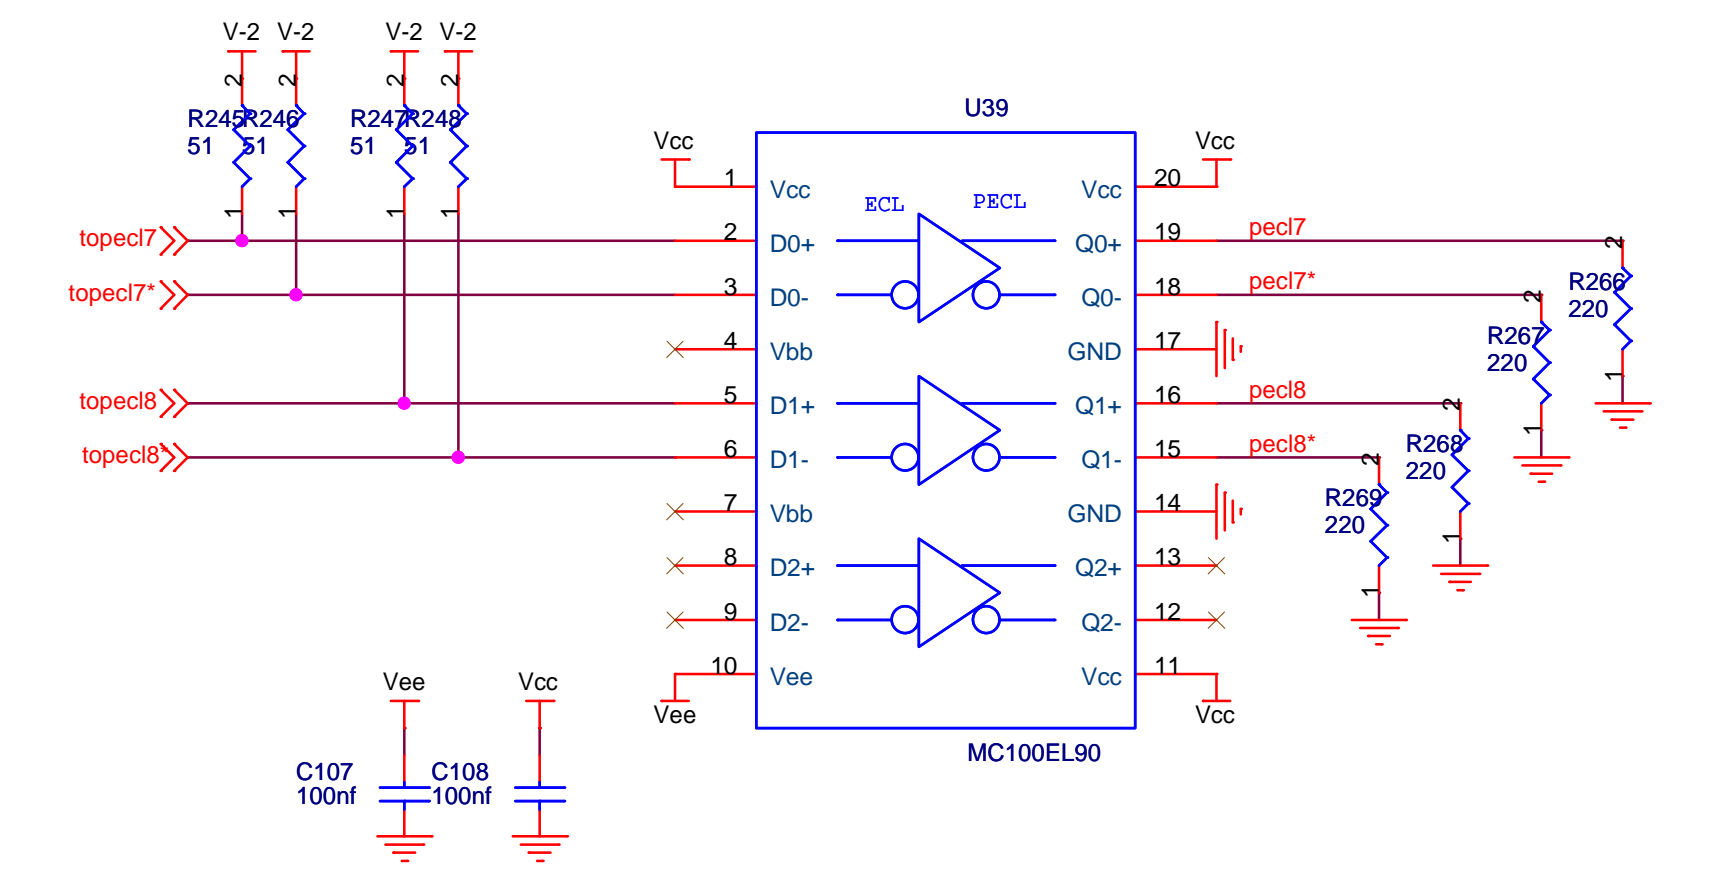 V-2 V-2 V-2 V-2
2 2 2 2
R245 R246 R247 R248
51 51 51 51
1 1 1 1
topecl7
topecl7*
topecl8
topecl8*
U39
Vcc Vcc
1 Vcc Vcc 20
ECL PECL
2 D0+ Q0+ 19 pecl7
3 D0- Q0- 18 pecl7*
4 Vbb GND 17
5 D1+ Q1+ 16 pecl8
6 D1- Q1- 15 pecl8*
7 Vbb GND 14
8 D2+ Q2+ 13
9 D2- Q2- 12
10 Vee Vcc 11
Vee Vcc
MC100EL90
2
R266
220
1
2
R267
220
1
2
R268
220
1
2
R269
220
1
Vee Vcc
C107 C108
100nf 100nf